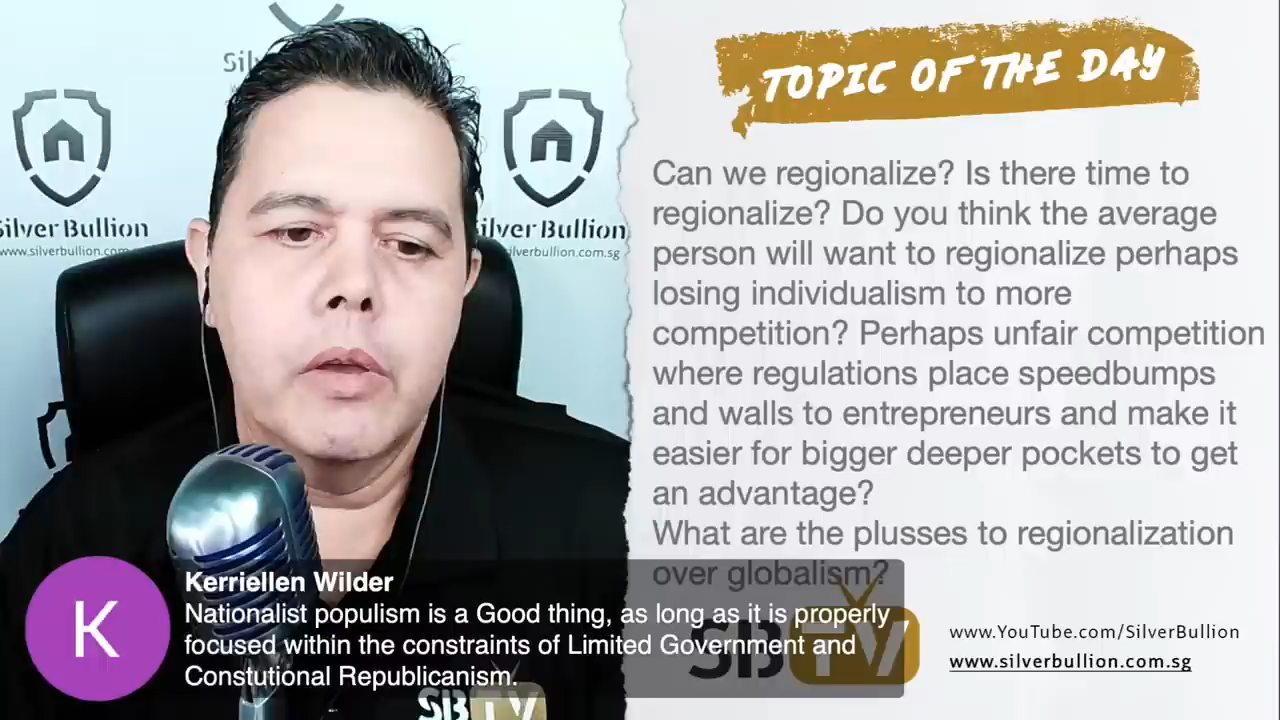 Silv
Silver Bullion
www.silverbullion.com.sg
Silver Bullion
www.silverbullion.com.sg
TOPIC OF THE DAY
Can we regionalize? Is there time to
regionalize? Do you think the average
person will want to regionalize perhaps
losing individualism to more
competition? Perhaps unfair competition
where regulations place speedbumps
and walls to entrepreneurs and make it
easier for bigger deeper pockets to get
an advantage?
What are the plusses to regionalization
over globalism?
K
Kerriellen Wilder
Nationalist populism is a Good thing, as long as it is properly
focused within the constraints of Limited Government and
Constutional Republicanism.
SBTV
SBTV
www.YouTube.com/SilverBullion
www.silverbullion.com.sg